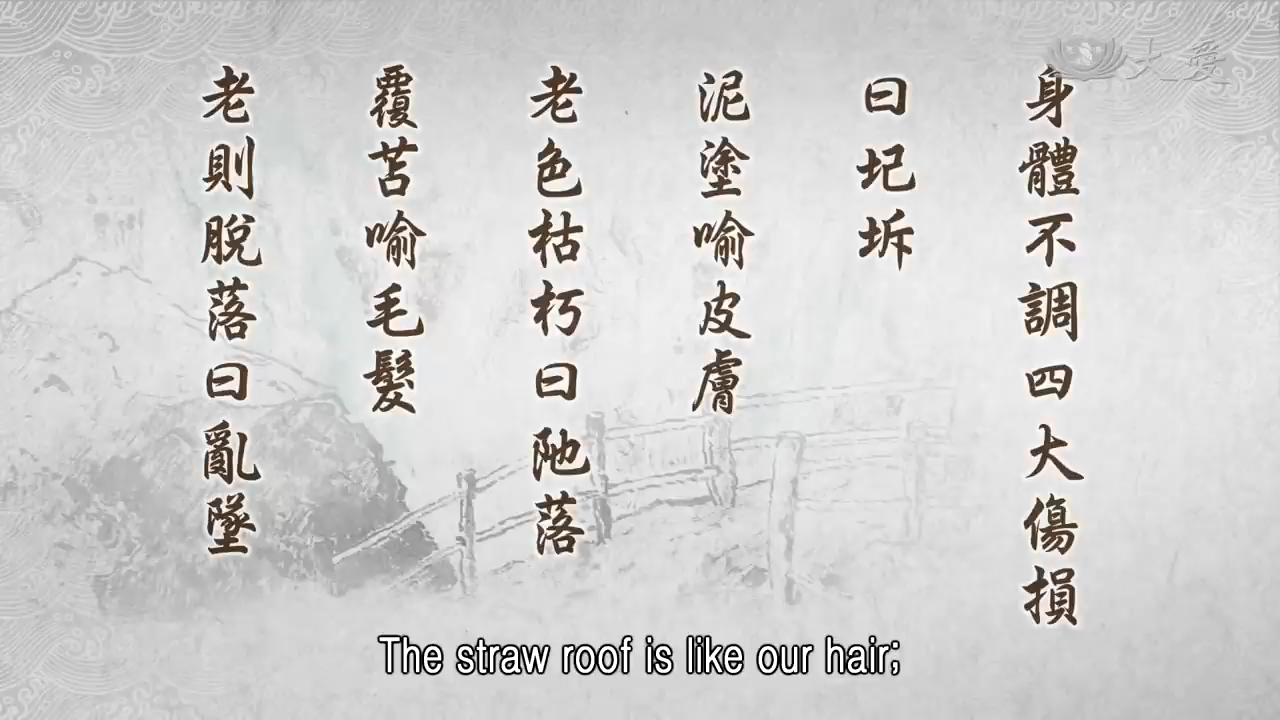 大愛
身體不調四大傷損
曰圮坼
泥塗喻皮膚
老色枯朽曰阤落
覆苫喻毛髮
老則脫落曰亂墜
The straw roof is like our hair;